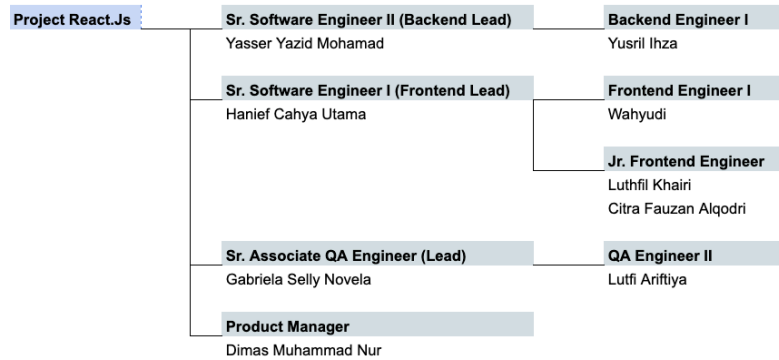 Project React.Js
Sr. Software Engineer II (Backend Lead)
Yasser Yazid Mohamad
Backend Engineer I
Yusril Ihza
Sr. Software Engineer I (Frontend Lead)
Hanief Cahya Utama
Frontend Engineer I
Wahyudi
Jr. Frontend Engineer
Luthfil Khairi
Citra Fauzan Alqodri
Sr. Associate QA Engineer (Lead)
Gabriela Selly Novela
QA Engineer II
Lutfi Ariftiya
Product Manager
Dimas Muhammad Nur